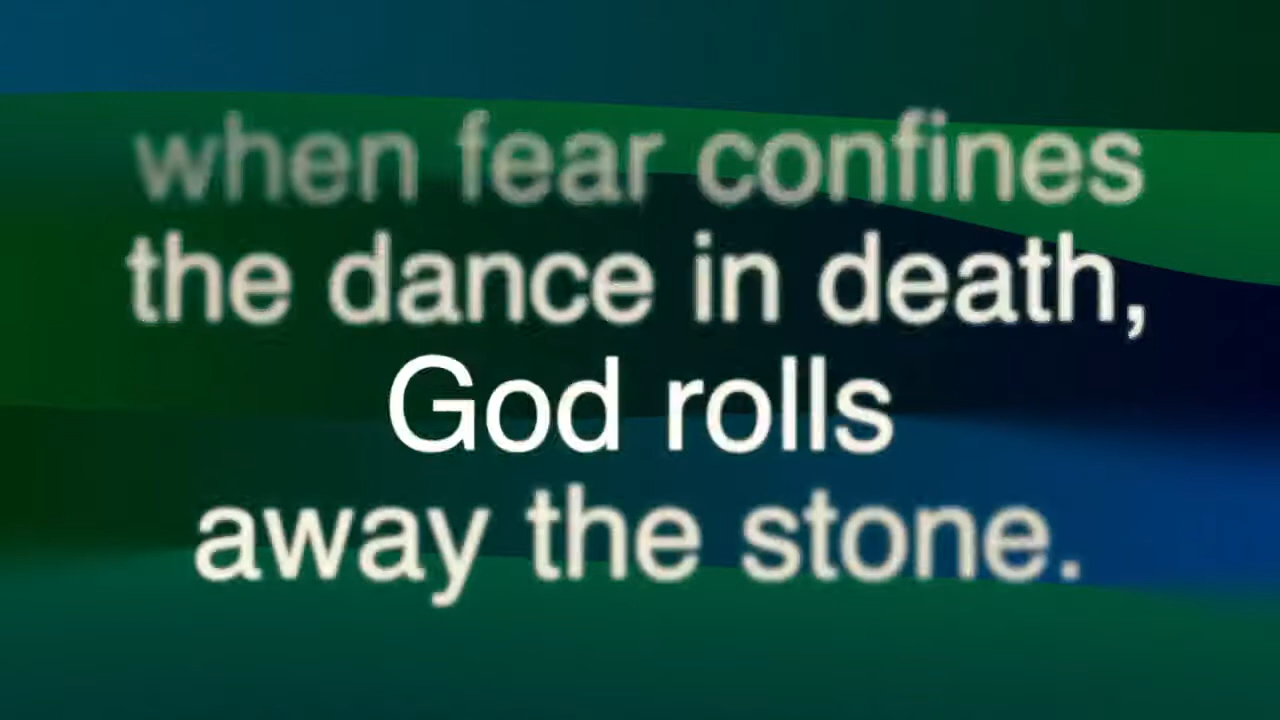 when fear confines
the dance in death,
God rolls
away the stone.